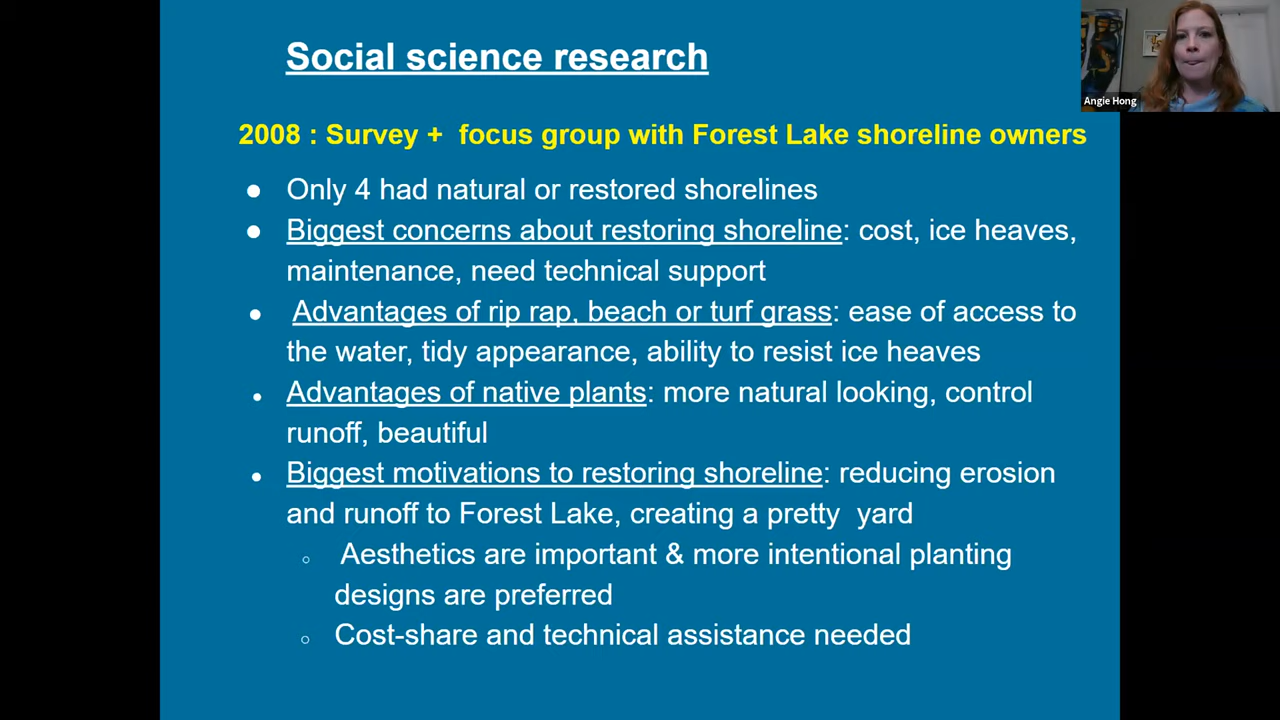 Social science research
Angie Hong
2008 : Survey + focus group with Forest Lake shoreline owners
● Only 4 had natural or restored shorelines
● Biggest concerns about restoring shoreline: cost, ice heaves,
maintenance, need technical support
● Advantages of rip rap, beach or turf grass: ease of access to
the water, tidy appearance, ability to resist ice heaves
● Advantages of native plants: more natural looking, control
runoff, beautiful
● Biggest motivations to restoring shoreline: reducing erosion
and runoff to Forest Lake, creating a pretty yard
○ Aesthetics are important & more intentional planting
designs are preferred
○ Cost-share and technical assistance needed